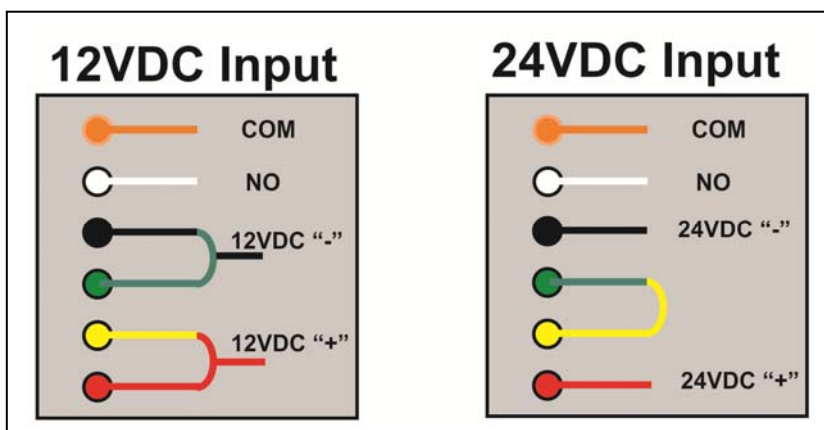 12VDC Input
COM
NO
12VDC “-”
12VDC “+”
24VDC Input
COM
NO
24VDC “-”
24VDC “+”